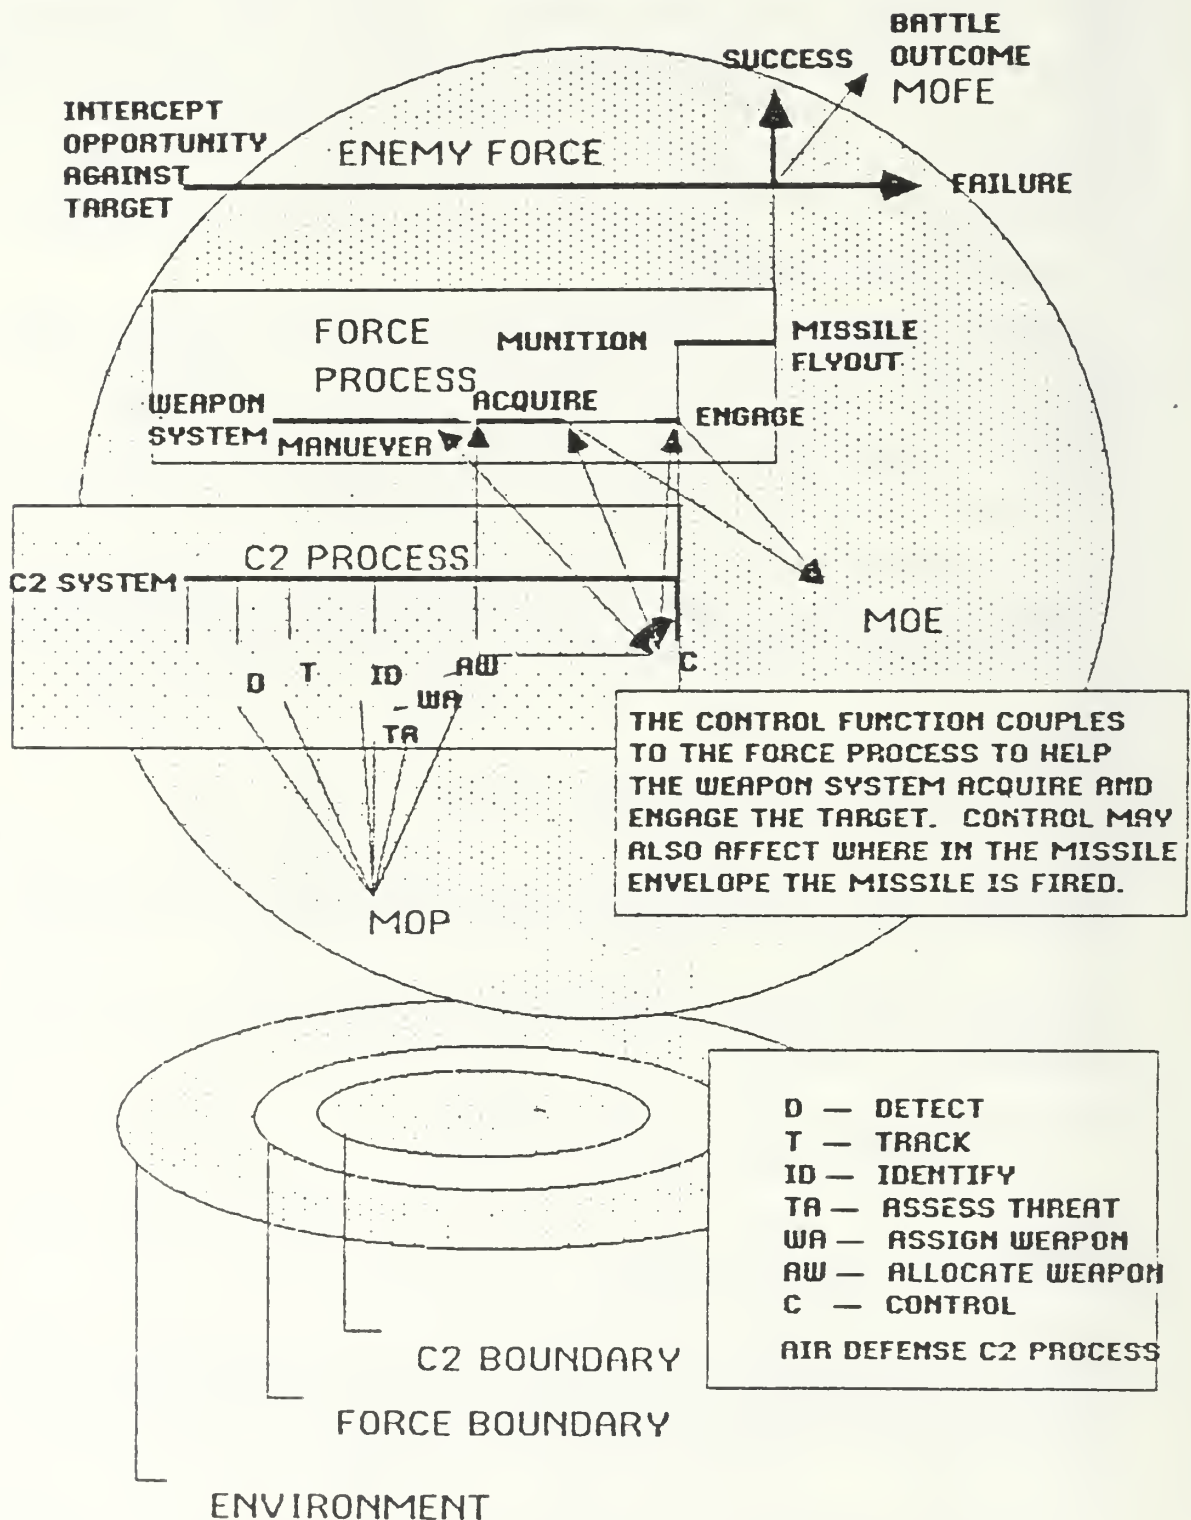 BATTLE
OUTCOME
MOFE
SUCCESS
INTERCEPT
OPPORTUNITY
AGAINST
TARGET
ENEMY FORCE
FAILURE
FORCE
PROCESS
MUNITION
MISSILE
FLYOUT
WEAPON
SYSTEM
ACQUIRE
ENGAGE
MANUEVER
C2 PROCESS
C2 SYSTEM
MOE
D
T
ID
TA
WA
AW
C
MOP
THE CONTROL FUNCTION COUPLES
TO THE FORCE PROCESS TO HELP
THE WEAPON SYSTEM ACQUIRE AND
ENGAGE THE TARGET. CONTROL MAY
ALSO AFFECT WHERE IN THE MISSILE
ENVELOPE THE MISSILE IS FIRED.
D — DETECT
T — TRACK
ID — IDENTIFY
TA — ASSESS THREAT
WA — ASSIGN WEAPON
AW — ALLOCATE WEAPON
C — CONTROL
AIR DEFENSE C2 PROCESS
C2 BOUNDARY
FORCE BOUNDARY
ENVIRONMENT